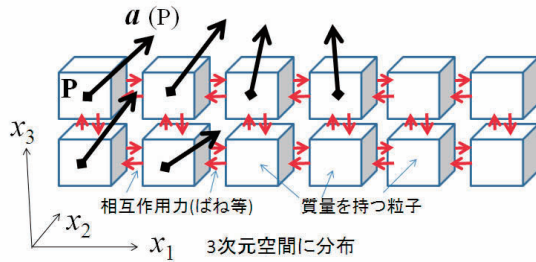 a (P)
P
x₃
相互作用力(ばね等)
質量を持つ粒子
x₂
x₁
3次元空間に分布